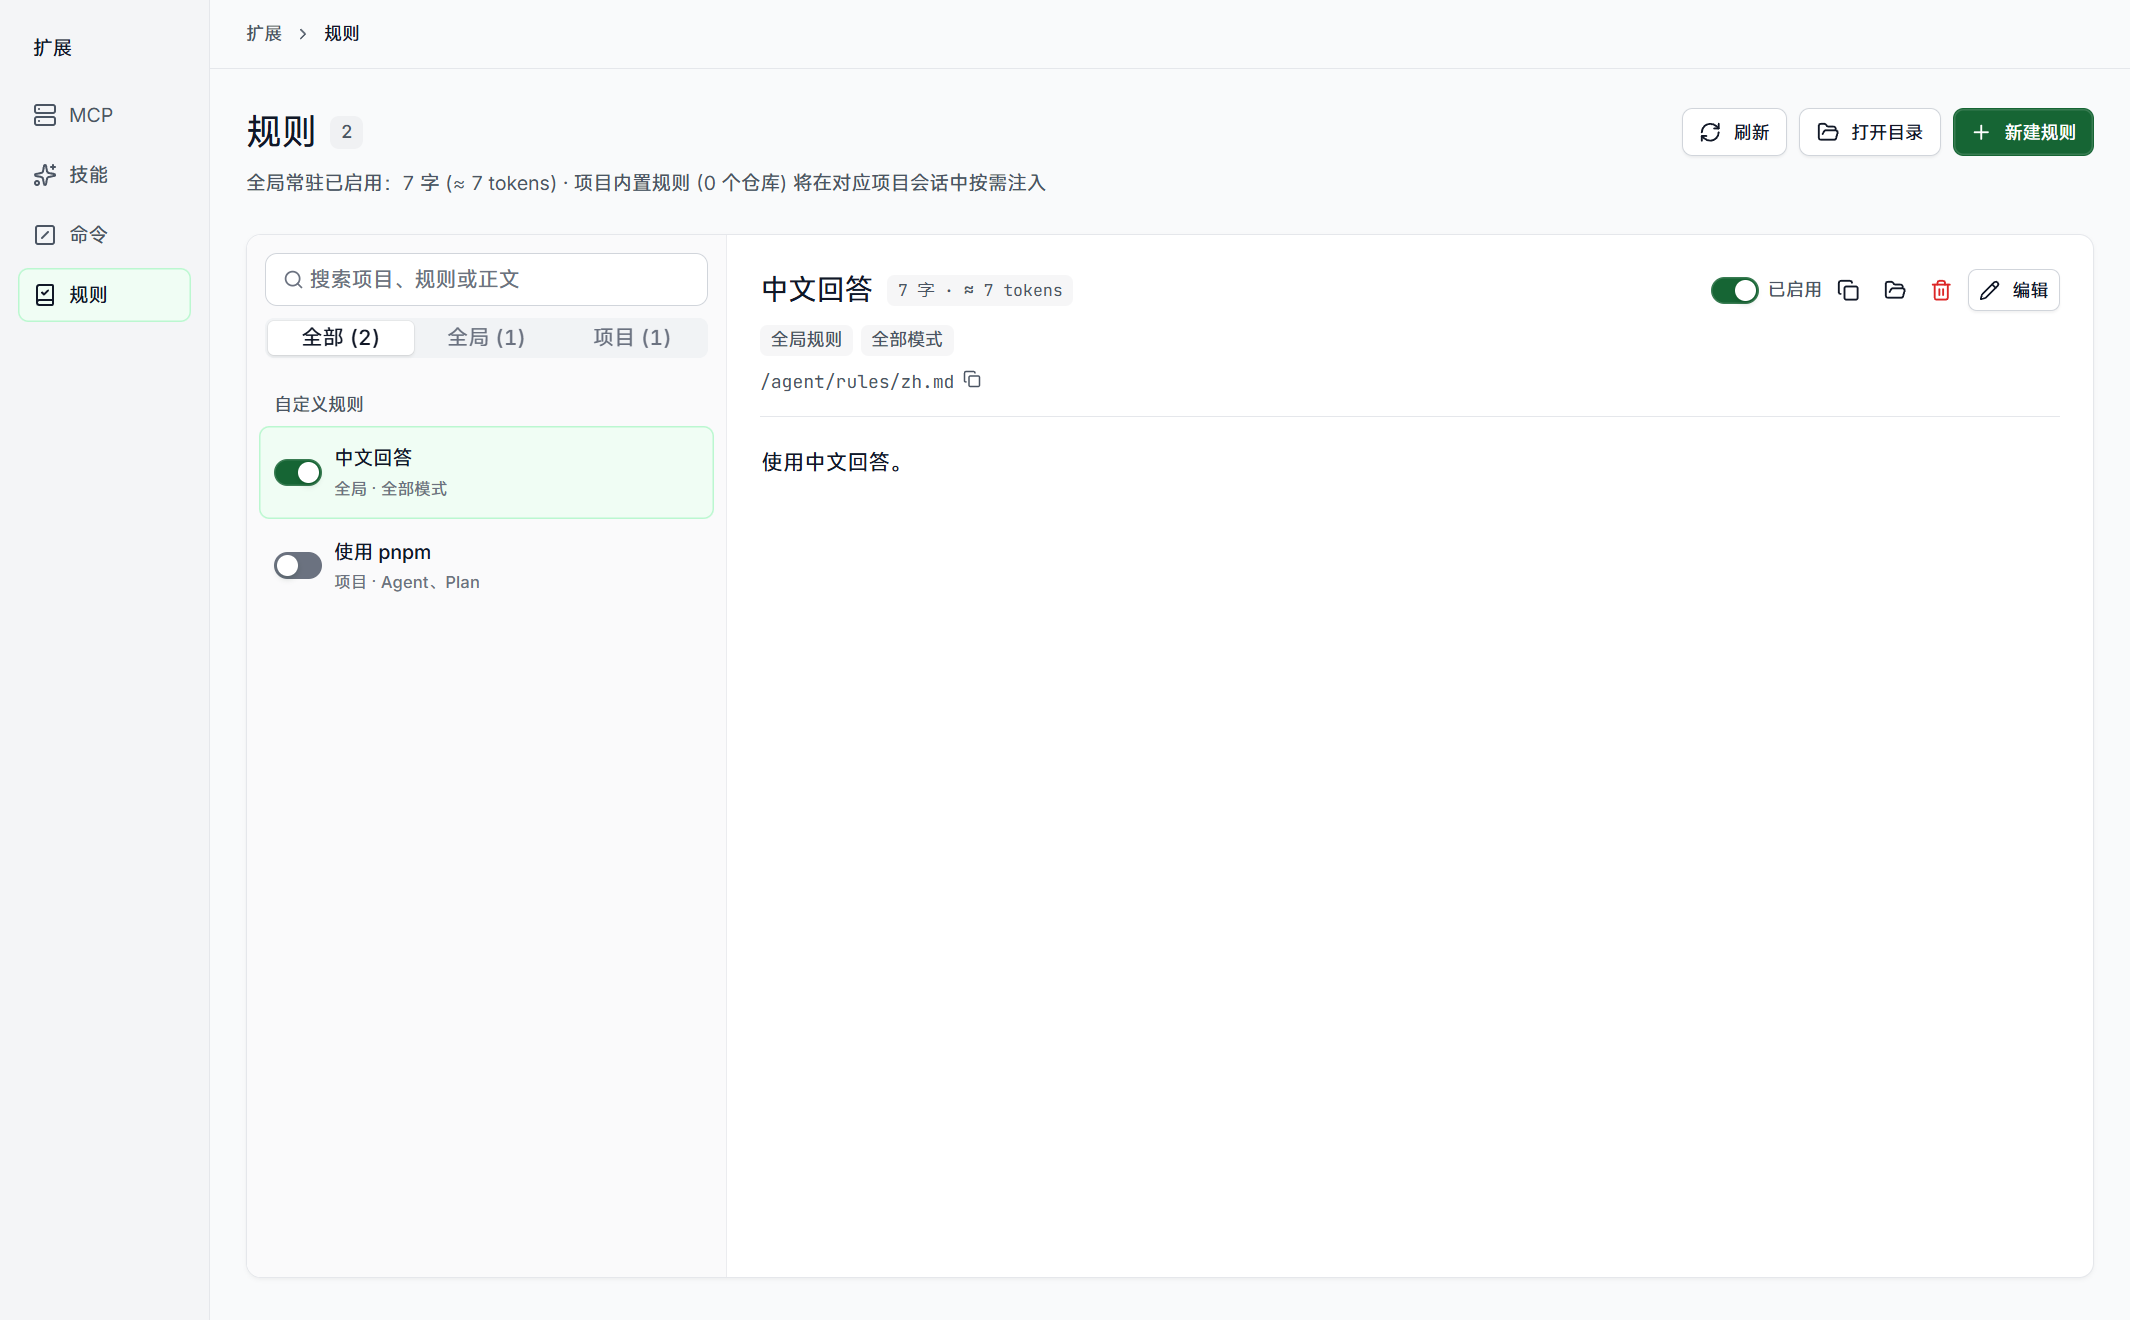 扩展
MCP
技能
命令
规则
扩展 > 规则
规则 2
刷新
打开目录
新建规则
全局常驻已启用：7 字 (≈ 7 tokens) · 项目内置规则 (0 个仓库) 将在对应项目会话中按需注入
搜索项目、规则或正文
全部 (2)
全局 (1)
项目 (1)
自定义规则
中文回答
全局 · 全部模式
使用 pnpm
项目 · Agent、Plan
中文回答 7 字 · ≈ 7 tokens
已启用
编辑
全局规则 全部模式
/agent/rules/zh.md
使用中文回答。